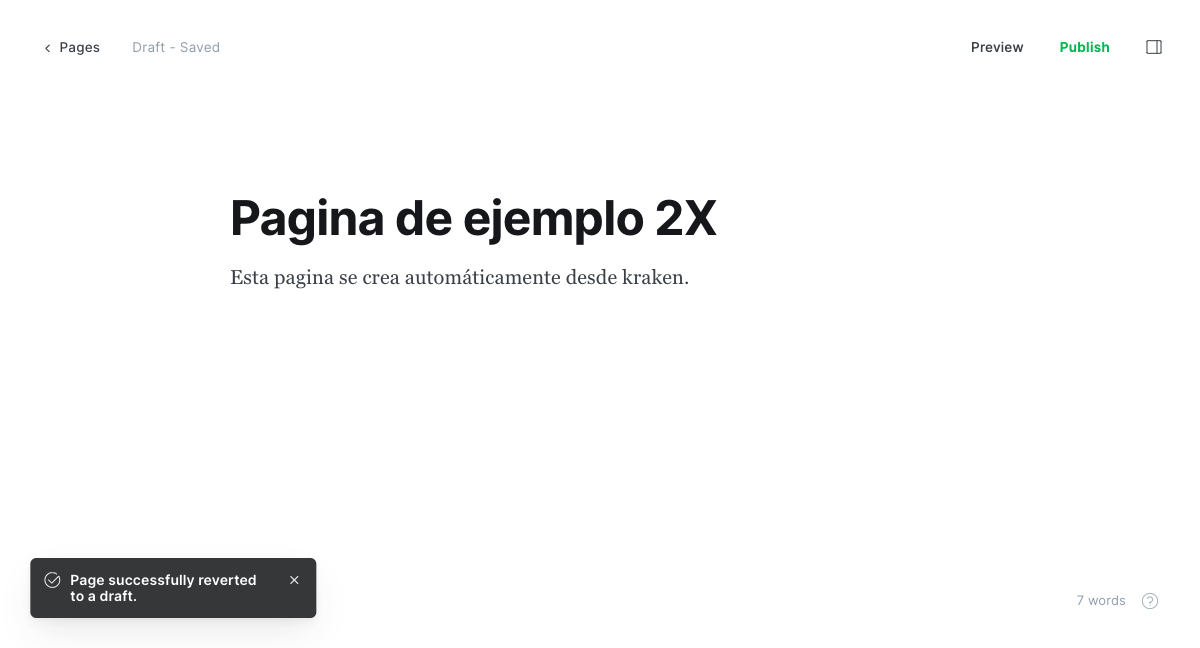 Pages
Draft - Saved
Preview
Publish
Pagina de ejemplo 2X
Esta pagina se crea automáticamente desde kraken.
Page successfully reverted
to a draft.
7 words
?